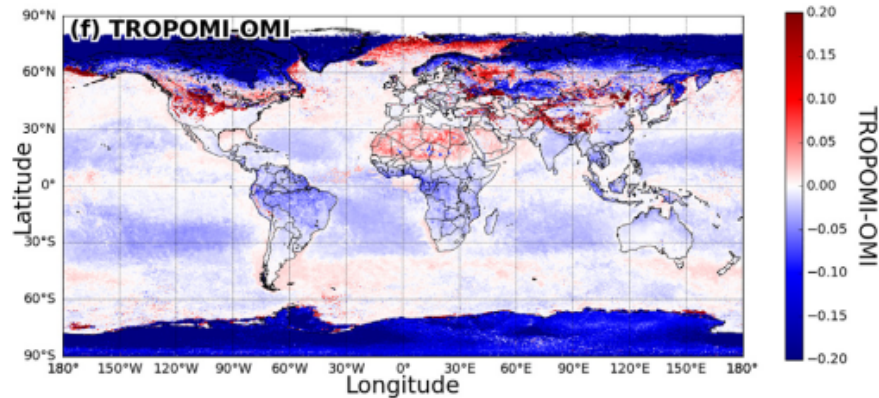 (f) TROPOMI-OMI
90°N
60°N
30°N
0°
30°S
60°S
90°S
Latitude
180° 150°W 120°W 90°W 60°W 30°W 0° 30°E 60°E 90°E 120°E 150°E 180°
Longitude
0.20
0.15
0.10
0.05
0.00
−0.05
−0.10
−0.15
−0.20
TROPOMI-OMI